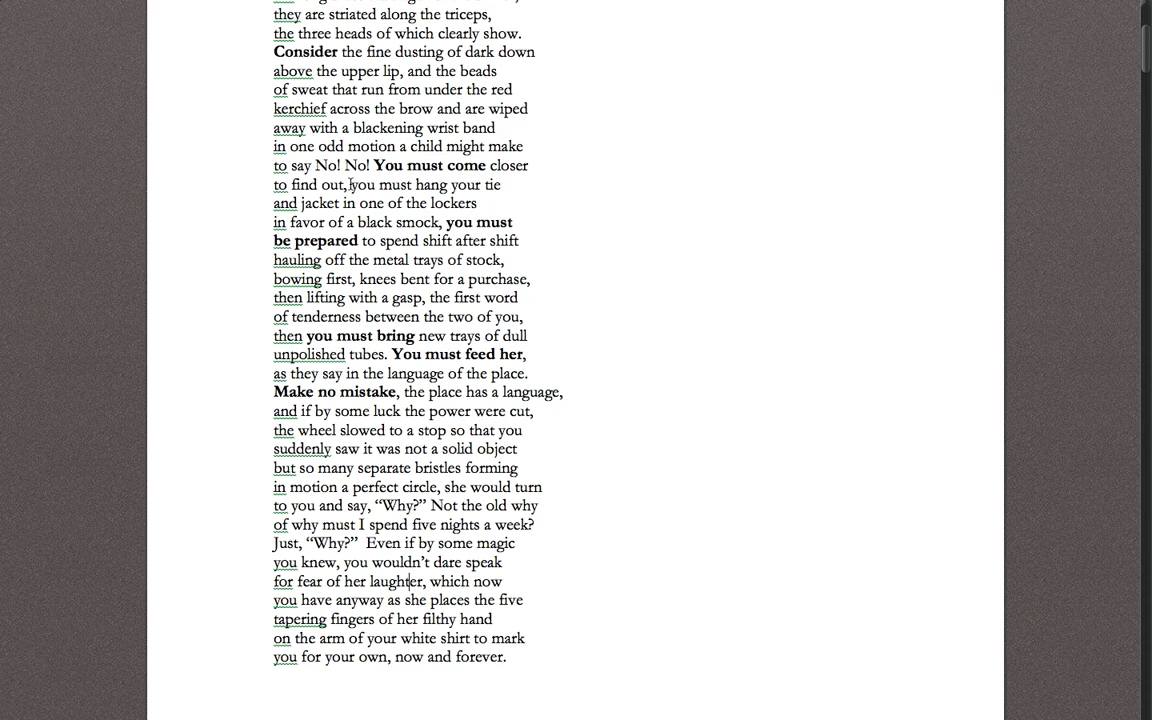 they are striated along the triceps,
the three heads of which clearly show.
Consider the fine dusting of dark down
above the upper lip, and the beads
of sweat that run from under the red
kerchief across the brow and are wiped
away with a blackening wrist band
in one odd motion a child might make
to say No! No! You must come closer
to find out, you must hang your tie
and jacket in one of the lockers
in favor of a black smock, you must
be prepared to spend shift after shift
hauling off the metal trays of stock,
bowing first, knees bent for a purchase,
then lifting with a gasp, the first word
of tenderness between the two of you,
then you must bring new trays of dull
unpolished tubes. You must feed her,
as they say in the language of the place.
Make no mistake, the place has a language,
and if by some luck the power were cut,
the wheel slowed to a stop so that you
suddenly saw it was not a solid object
but so many separate bristles forming
in motion a perfect circle, she would turn
to you and say, “Why?” Not the old why
of why must I spend five nights a week?
Just, “Why?”  Even if by some magic
you knew, you wouldn’t dare speak
for fear of her laughter, which now
you have anyway as she places the five
tapering fingers of her filthy hand
on the arm of your white shirt to mark
you for your own, now and forever.